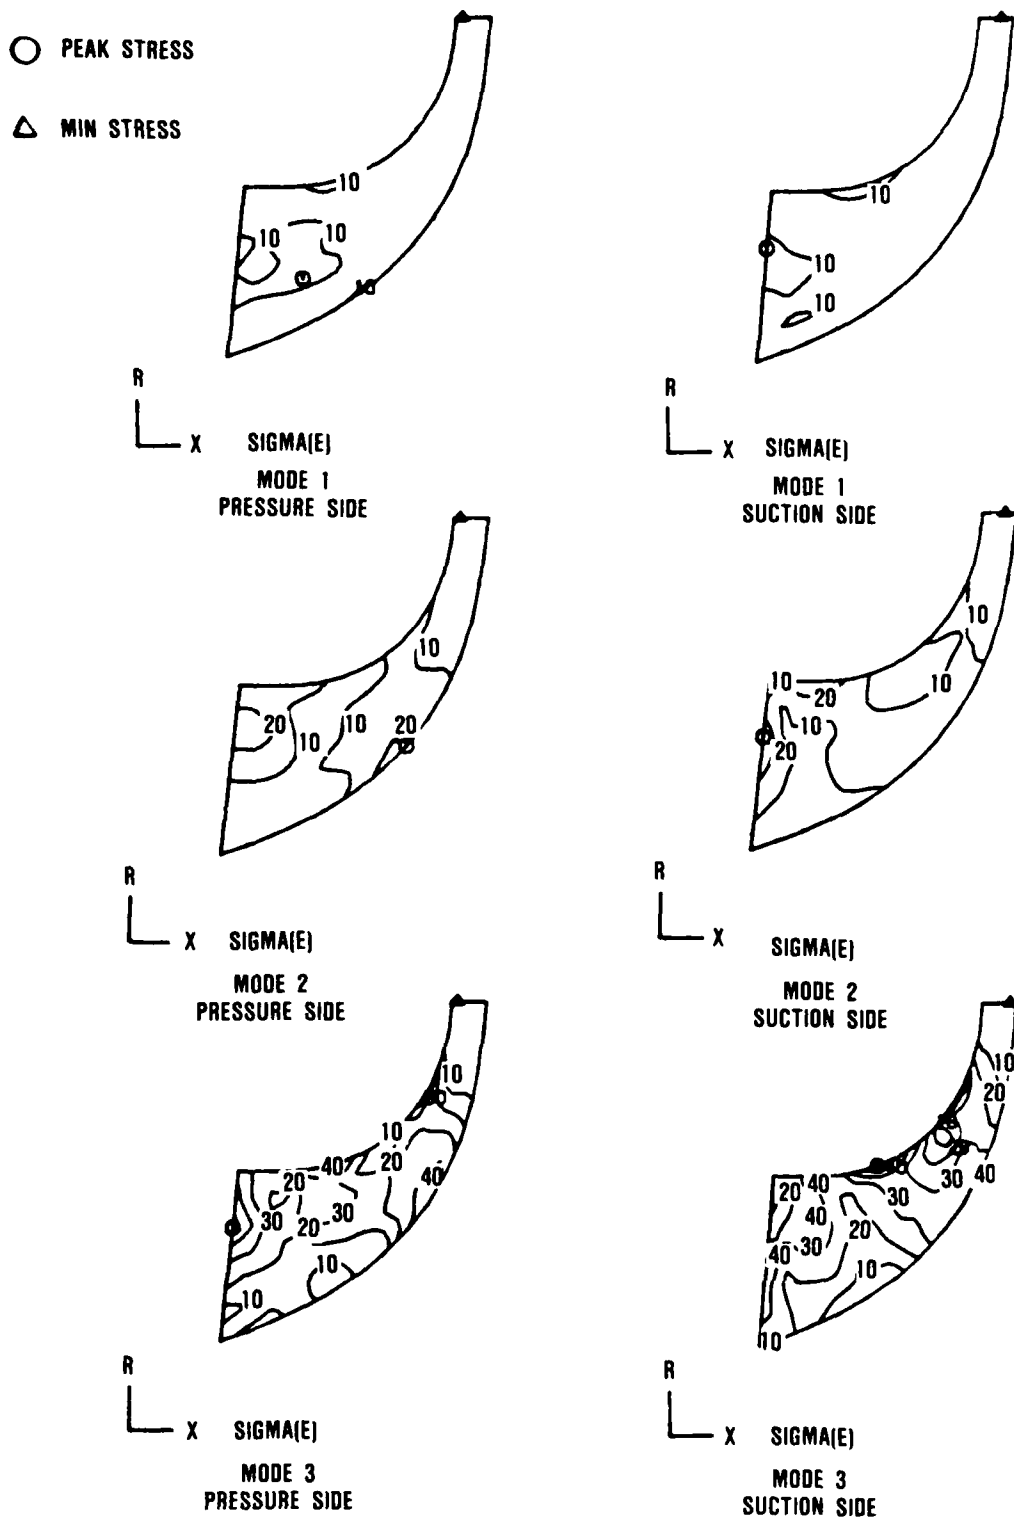 PEAK STRESS
MIN STRESS
10
10
10
10
R
X SIGMA(E)
MODE 1
PRESSURE SIDE
10
10
10
R
X SIGMA(E)
MODE 1
SUCTION SIDE
10
20
10
10
20
R
X SIGMA(E)
MODE 2
PRESSURE SIDE
10
10
20
10
10
20
R
X
SIGMA(E)
MODE 2
SUCTION SIDE
10
10
40
20
20
40
30
20-30
10
10
R
X SIGMA(E)
MODE 3
PRESSURE SIDE
10
20
40
30
20 40
30
40
20
40-30
10
10
R
X SIGMA(E)
MODE 3
SUCTION SIDE